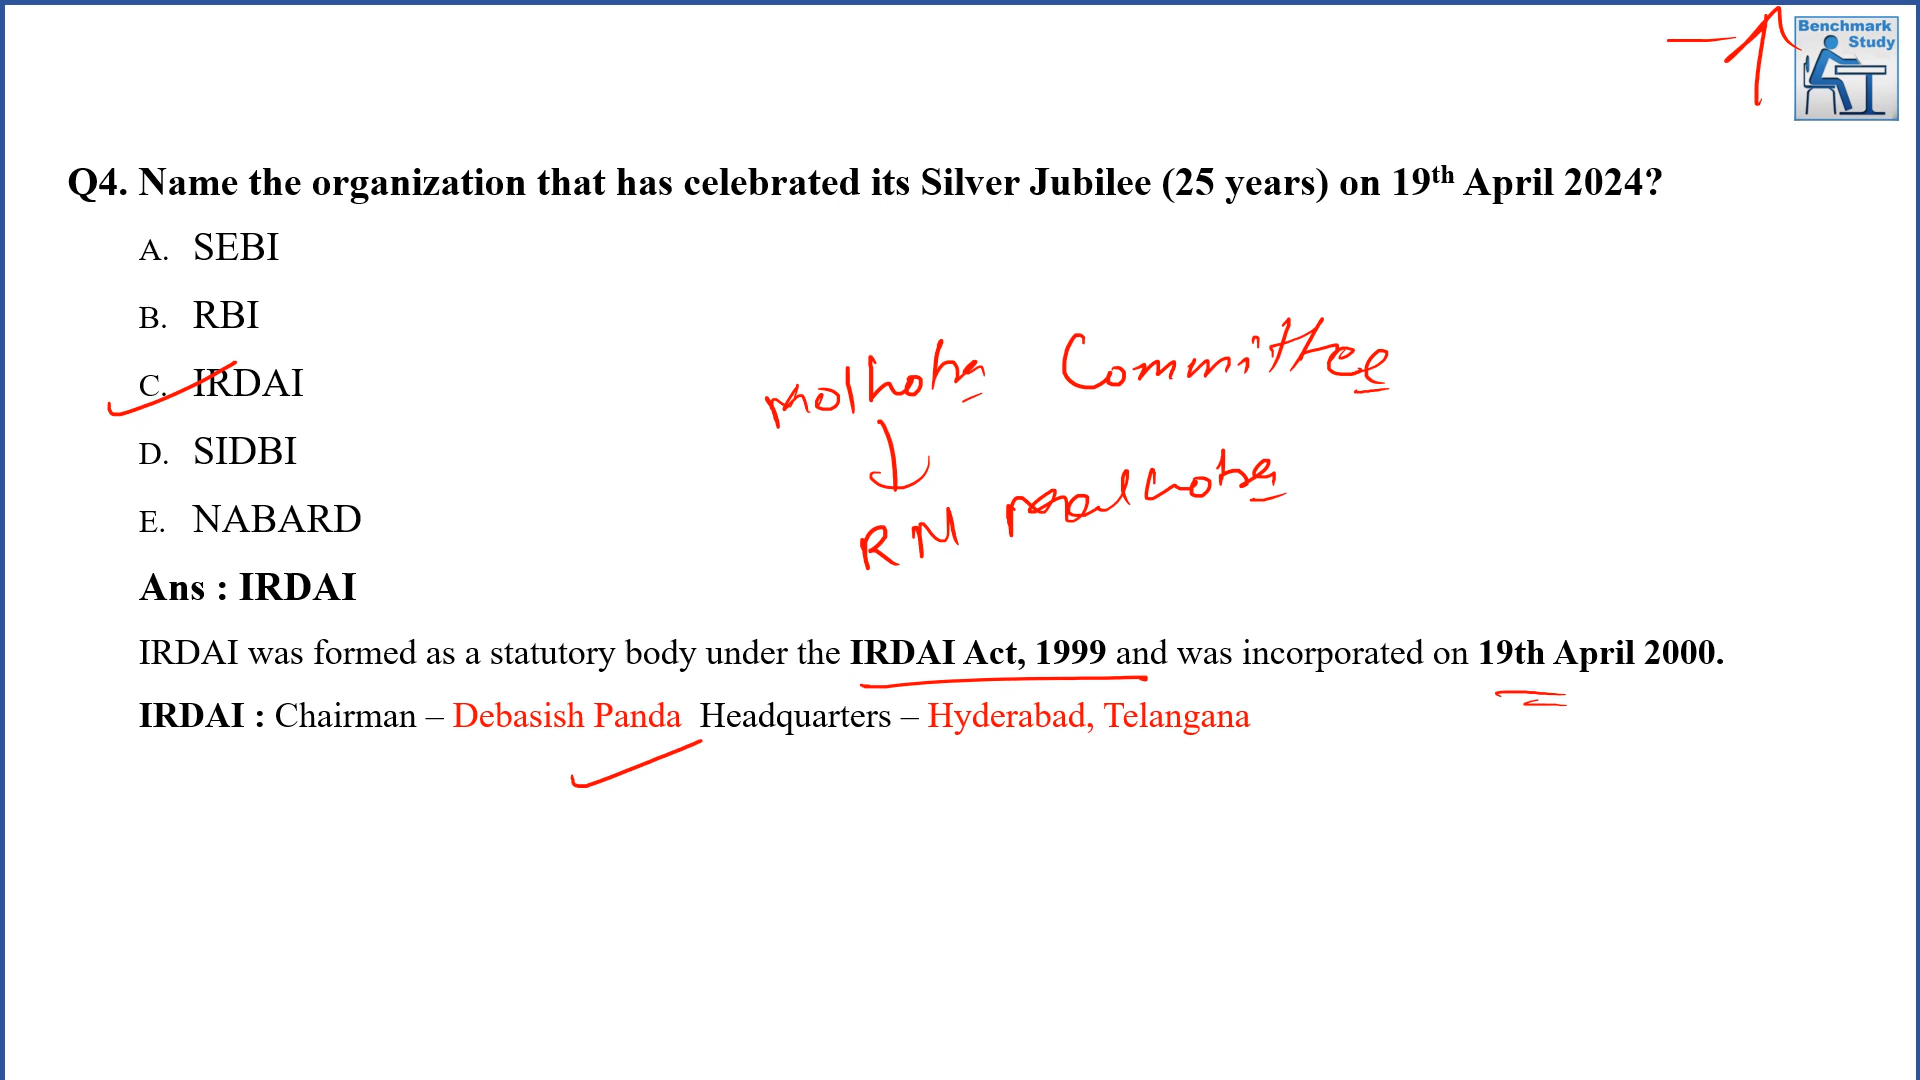 Benchmark
Study
Q4. Name the organization that has celebrated its Silver Jubilee (25 years) on 19th April 2024?
A. SEBI
B. RBI
C. IRDAI
D. SIDBI
E. NABARD
Malhotra Committee
RN Malhotra
Ans : IRDAI
IRDAI was formed as a statutory body under the IRDAI Act, 1999 and was incorporated on 19th April 2000.
IRDAI : Chairman – Debasish Panda Headquarters – Hyderabad, Telangana